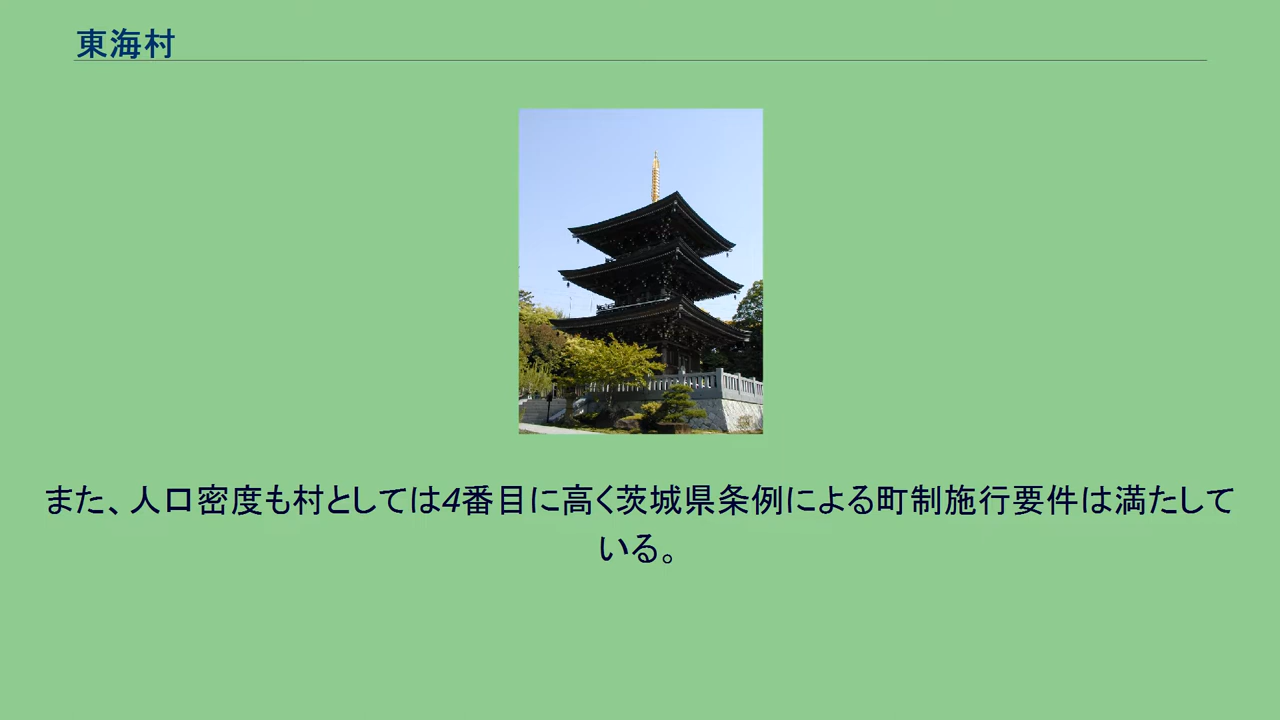 東海村
また、人口密度も村としては4番目に高く茨城県条例による町制施行要件は満たして
いる。